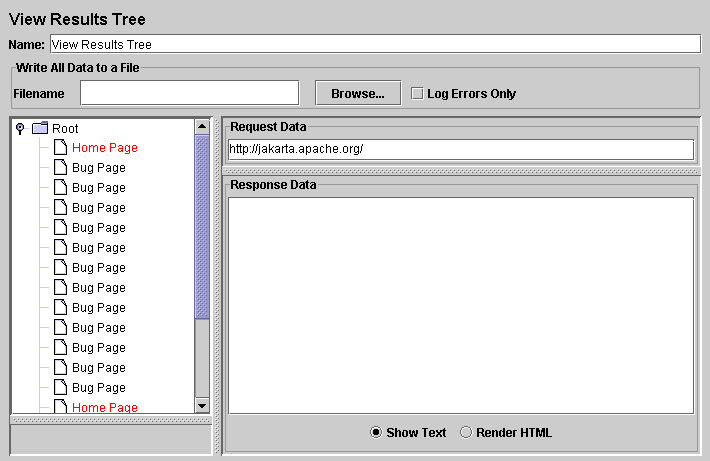 View Results Tree
Name: View Results Tree
Write All Data to a File
Filename Browse... Log Errors Only
Root
Home Page
Bug Page
Bug Page
Bug Page
Bug Page
Bug Page
Bug Page
Bug Page
Bug Page
Bug Page
Bug Page
Bug Page
Bug Page
Home Page
Request Data
http://jakarta.apache.org/
Response Data
Show Text Render HTML